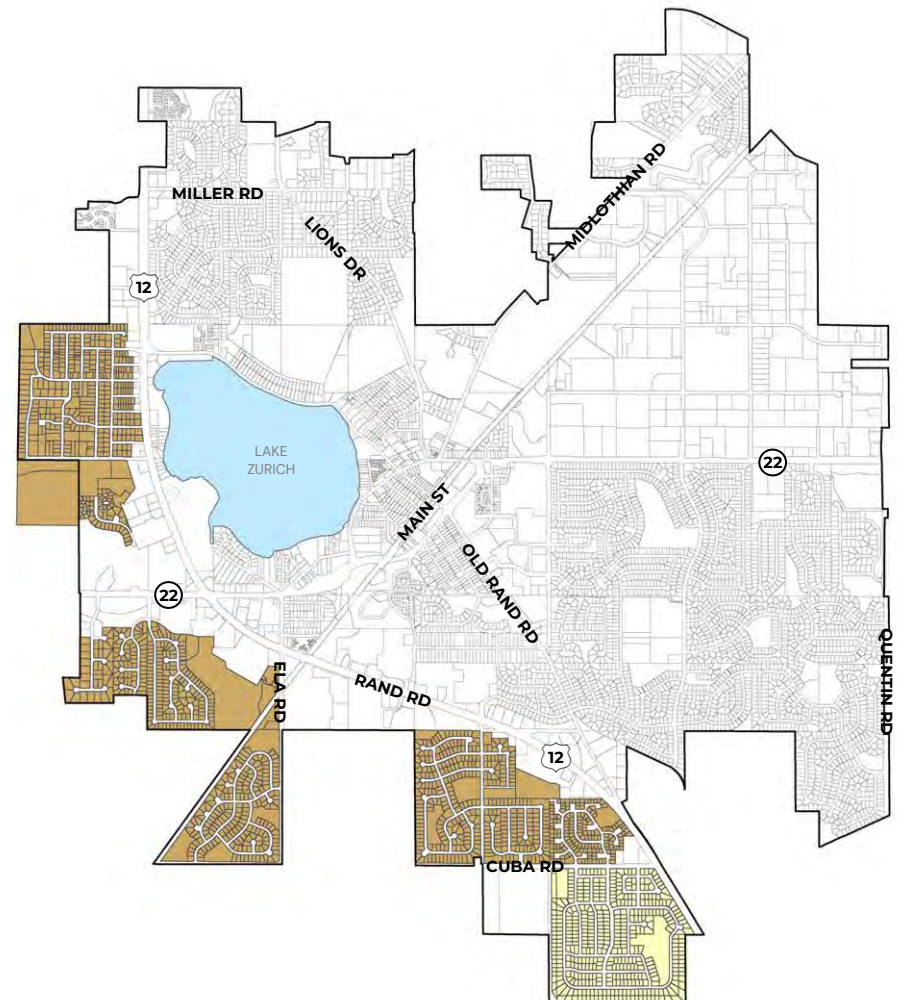 MIDLOTHIAN RD
MILLER RD
LIONS DR
12
LAKE
ZURICH
22
MAIN ST
OLD RAND RD
22
QUENTIN RD
ELA RD
RAND RD
12
CUBA RD